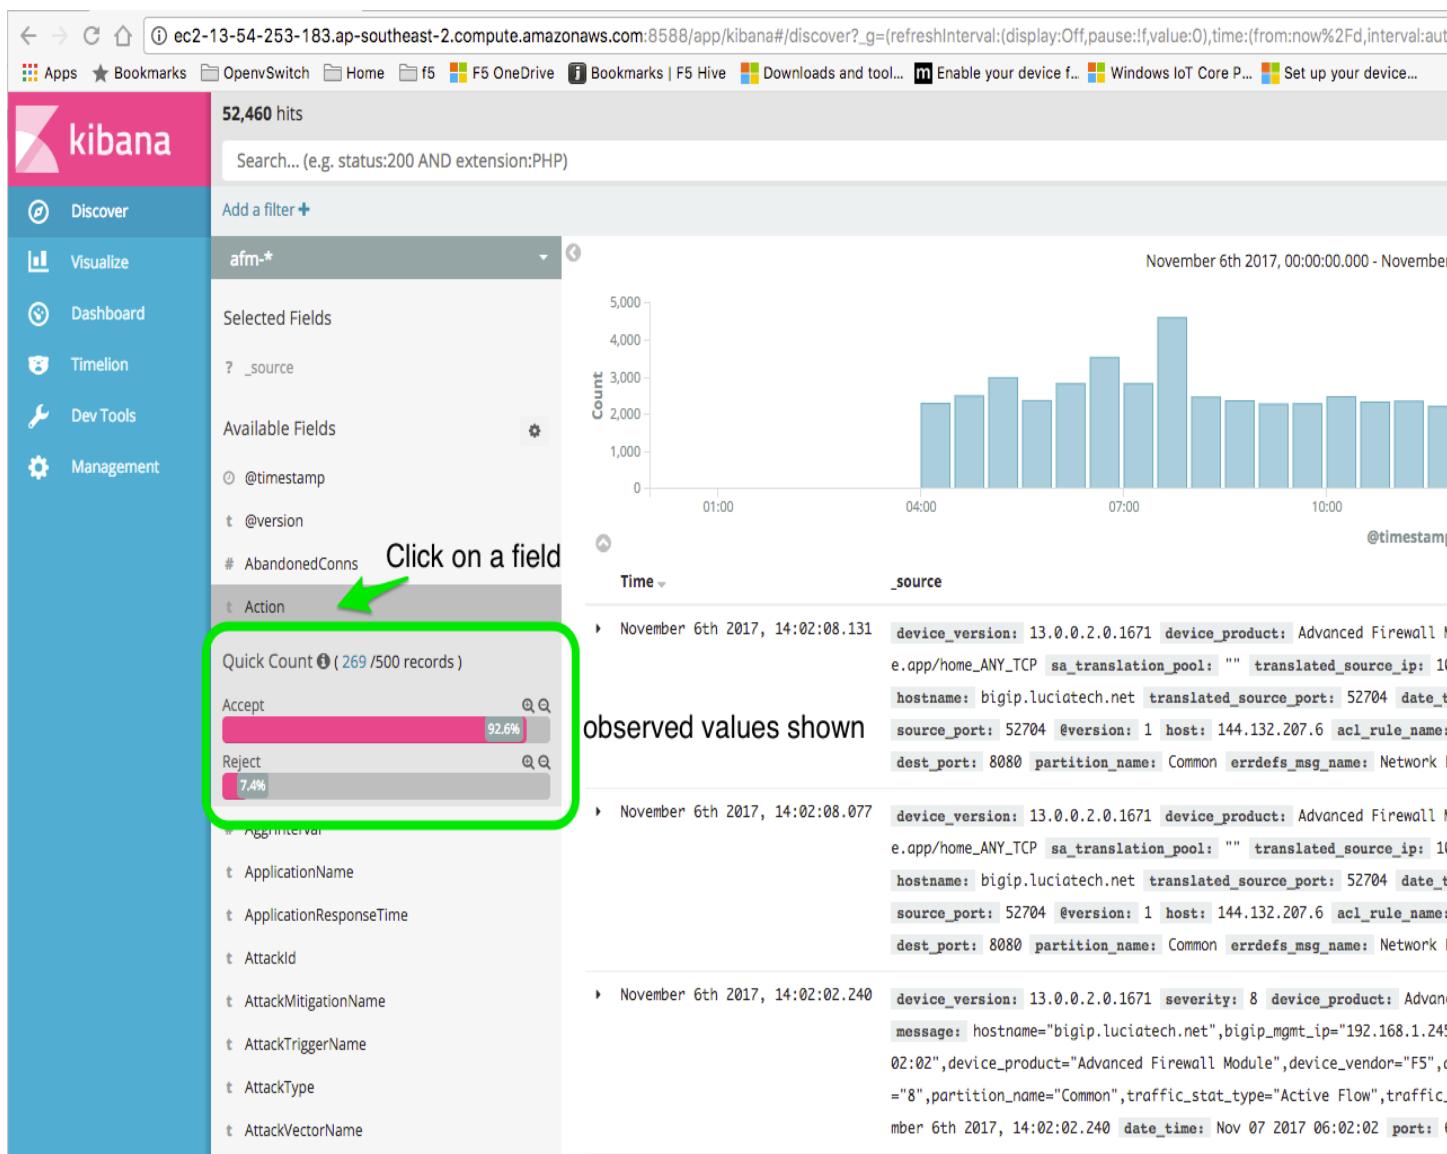 ec2-13-54-253-183.ap-southeast-2.compute.amazonaws.com:8588/app/kibana#/discover?_g=(refreshInterval:(display:Off,pause:!f,value:0),time:(from:now%2Fd,interval:aut
Apps Bookmarks OpenvSwitch Home f5 F5 OneDrive Bookmarks | F5 Hive Downloads and tool... Enable your device f... Windows IoT Core P... Set up your device...
kibana
52,460 hits
Search... (e.g. status:200 AND extension:PHP)
Discover
Visualize
Dashboard
Timelion
Dev Tools
Management
Add a filter +
afm-*
Selected Fields
? _source
Available Fields
@timestamp
t @version
# AbandonedConns
Click on a field
t Action
Quick Count ( 269 /500 records )
Accept
92.6%
Reject
7.4%
observed values shown
# AggrInterval
t ApplicationName
t ApplicationResponseTime
t AttackId
t AttackMitigationName
t AttackTriggerName
t AttackType
t AttackVectorName
November 6th 2017, 00:00:00.000 - November
5,000
4,000
3,000
2,000
1,000
0
Count
01:00 04:00 07:00 10:00
@timestamp
Time _source
November 6th 2017, 14:02:08.131 device_version: 13.0.0.2.0.1671 device_product: Advanced Firewall
e.app/home_ANY_TCP sa_translation_pool: "" translated_source_ip: 10
hostname: bigip.luciatech.net translated_source_port: 52704 date_t
source_port: 52704 @version: 1 host: 144.132.207.6 acl_rule_name:
dest_port: 8080 partition_name: Common errdefs_msg_name: Network
November 6th 2017, 14:02:08.077 device_version: 13.0.0.2.0.1671 device_product: Advanced Firewall
e.app/home_ANY_TCP sa_translation_pool: "" translated_source_ip: 10
hostname: bigip.luciatech.net translated_source_port: 52704 date_t
source_port: 52704 @version: 1 host: 144.132.207.6 acl_rule_name:
dest_port: 8080 partition_name: Common errdefs_msg_name: Network
November 6th 2017, 14:02:02.240 device_version: 13.0.0.2.0.1671 severity: 8 device_product: Advan
message: hostname="bigip.luciatech.net",bigip_mgmt_ip="192.168.1.245
02:02",device_product="Advanced Firewall Module",device_vendor="F5",
="8",partition_name="Common",traffic_stat_type="Active Flow",traffic_
mber 6th 2017, 14:02:02.240 date_time: Nov 07 2017 06:02:02 port: